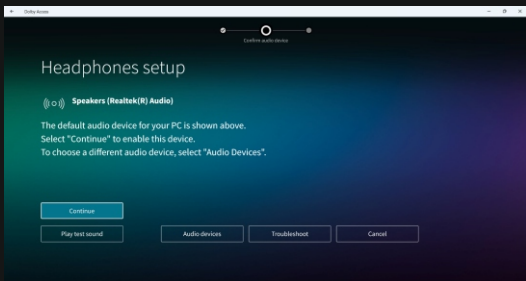 Dolby Access
Confirm audio device
Headphones setup
Speakers (Realtek(R) Audio)
The default audio device for your PC is shown above.
Select "Continue" to enable this device.
To choose a different audio device, select "Audio Devices".
Continue
Play test sound
Audio devices
Troubleshoot
Cancel